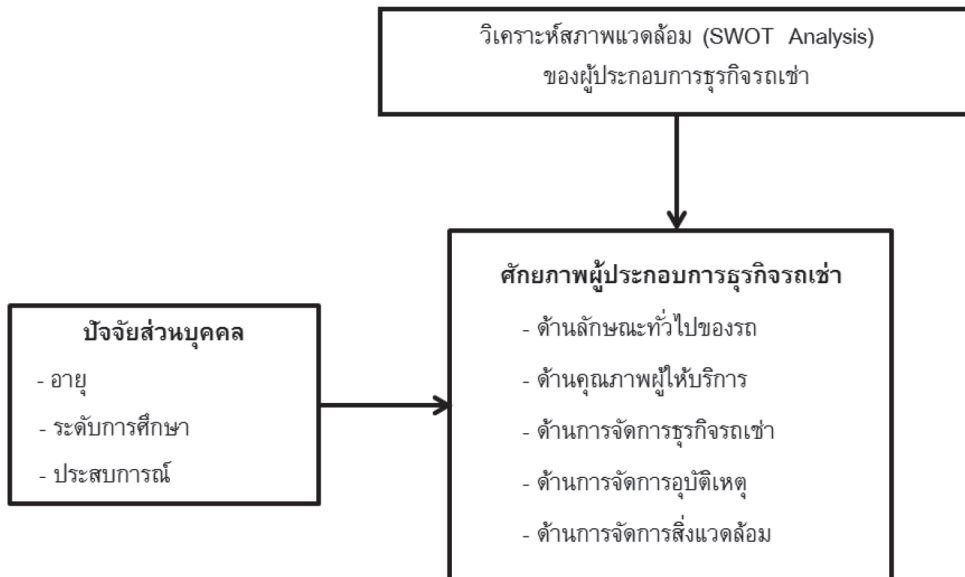 วิเคราะห์สภาพแวดล้อม (SWOT Analysis)
ของผู้ประกอบการธุรกิจรถเช่า
ศักยภาพผู้ประกอบการธุรกิจรถเช่า
- ด้านลักษณะทั่วไปของรถ
- ด้านคุณภาพผู้ให้บริการ
- ด้านการจัดการธุรกิจรถเช่า
- ด้านการจัดการอุบัติเหตุ
- ด้านการจัดการสิ่งแวดล้อม
ปัจจัยส่วนบุคคล
- อายุ
- ระดับการศึกษา
- ประสบการณ์